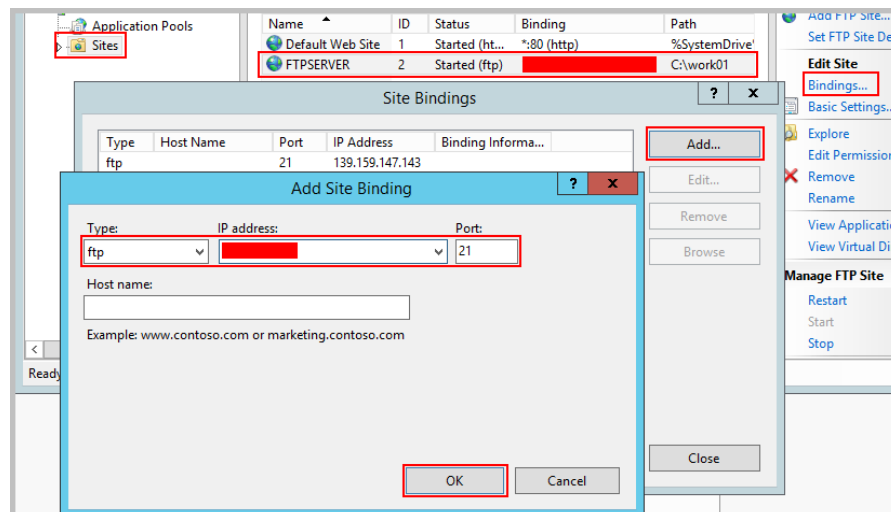 Application Pools
Sites
Name ID Status Binding Path
Default Web Site 1 Started (ht... *:80 (http) %SystemDrive'
FTPSERVER 2 Started (ftp) C:\work01
Add FTP Site...
Set FTP Site De
Edit Site
Bindings...
Basic Settings..
Explore
Edit Permission
Remove
Rename
View Applicati
View Virtual Di
Manage FTP Site
Restart
Start
Stop
Site Bindings
? x
Type Host Name Port IP Address Binding Informa...
ftp 21 139.159.147.143
Add...
Edit...
Remove
Browse
Close
Add Site Binding
? x
Type: IP address: Port:
ftp 21
Host name:
Example: www.contoso.com or marketing.contoso.com
OK Cancel
<
Ready